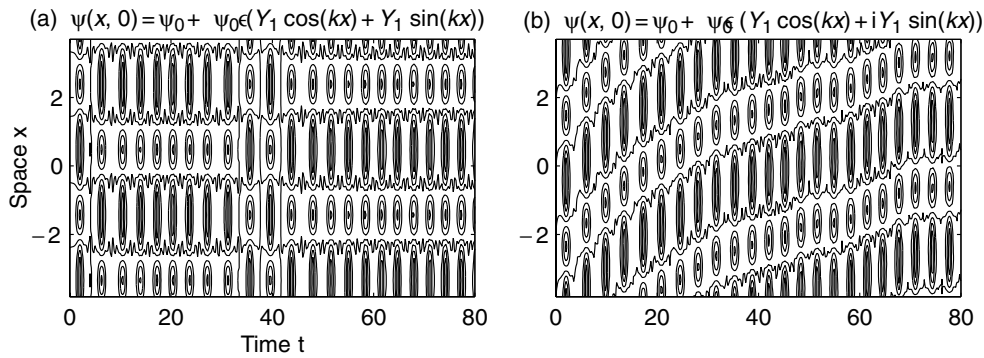 (a) ψ(x, 0) = ψ0 + ψ0ϵ(Y1 cos(kx) + Y1 sin(kx))
(b) ψ(x, 0) = ψ0 + ψ0ϵ (Y1 cos(kx) + iY1 sin(kx))
Space x
2
0
−2
0 20 40 60 80
Time t
2
0
−2
0 20 40 60 80